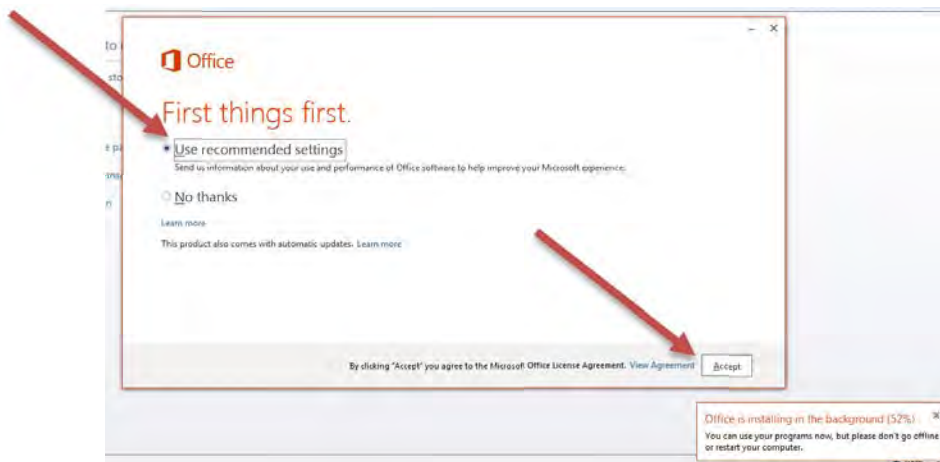 Office
First things first.
Use recommended settings
Send us information about your use and performance of Office software to help improve your Microsoft experience.
No thanks
Learn more
This product also comes with automatic updates. Learn more
By clicking "Accept" you agree to the Microsoft Office License Agreement. View Agreement
Accept
Office is installing in the background (52%)
You can use your programs now, but please don't go offline
or restart your computer.